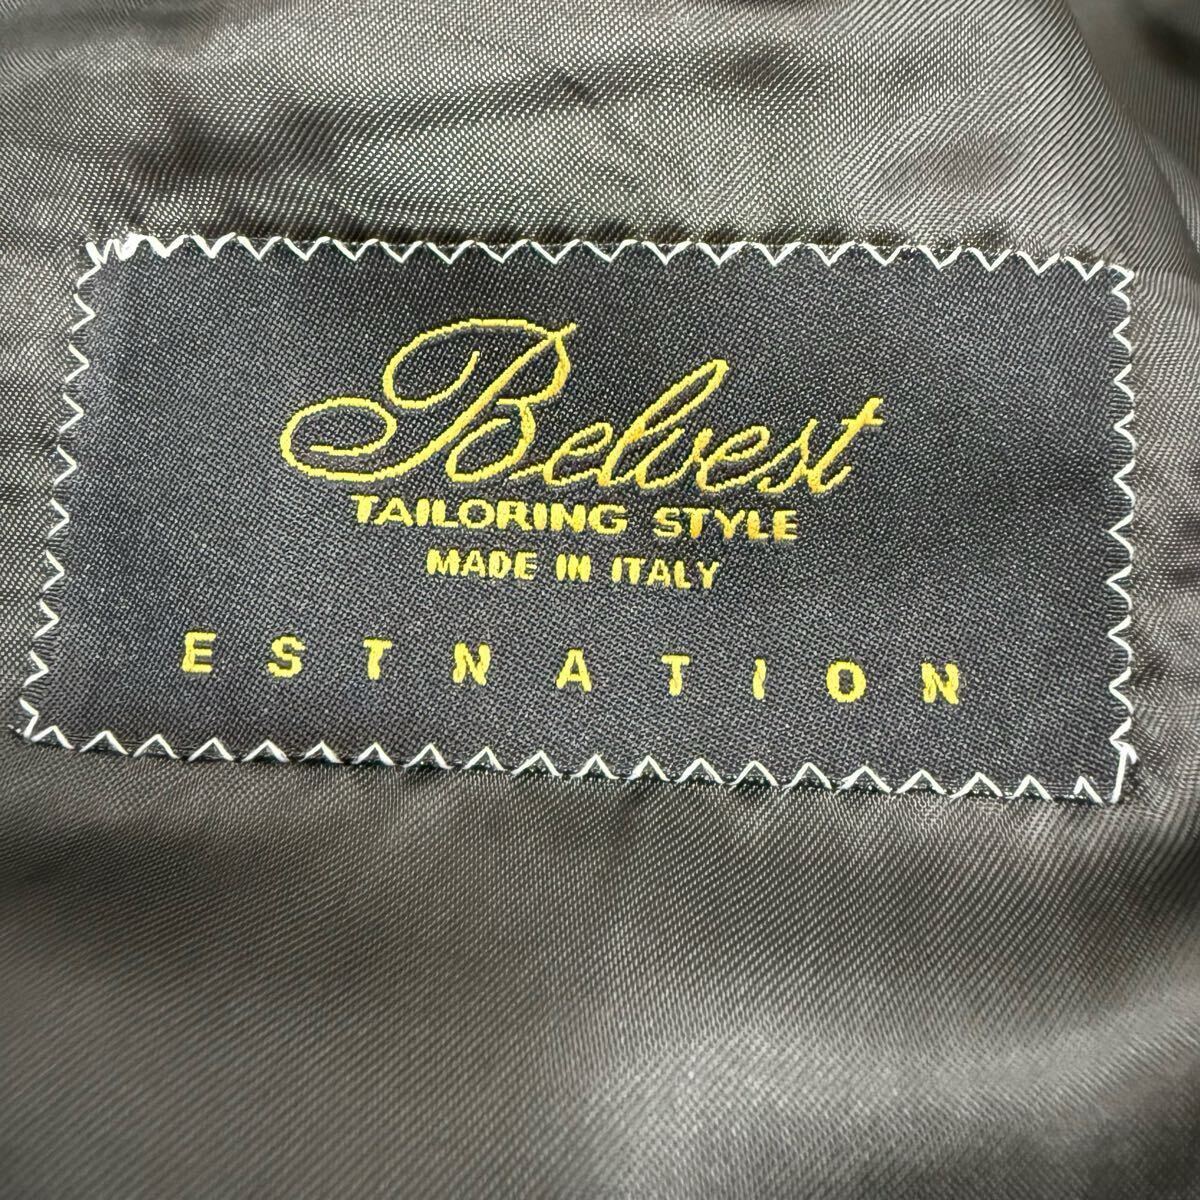 Belvest
TAILORING STYLE
MADE IN ITALY
ESTNATION